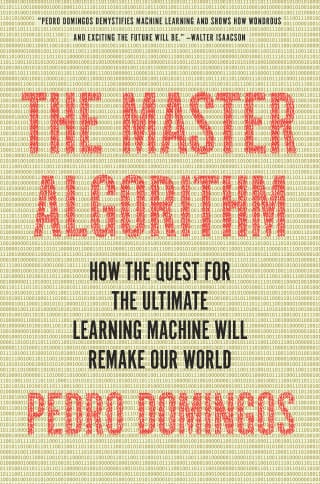 "PEDRO DOMINGOS DEMYSTIFIES MACHINE LEARNING AND SHOWS HOW WONDROUS
AND EXCITING THE FUTURE WILL BE." –WALTER ISAACSON
THE MASTER
ALGORITHM
HOW THE QUEST FOR
THE ULTIMATE
LEARNING MACHINE WILL
REMAKE OUR WORLD
PEDRO DOMINGOS